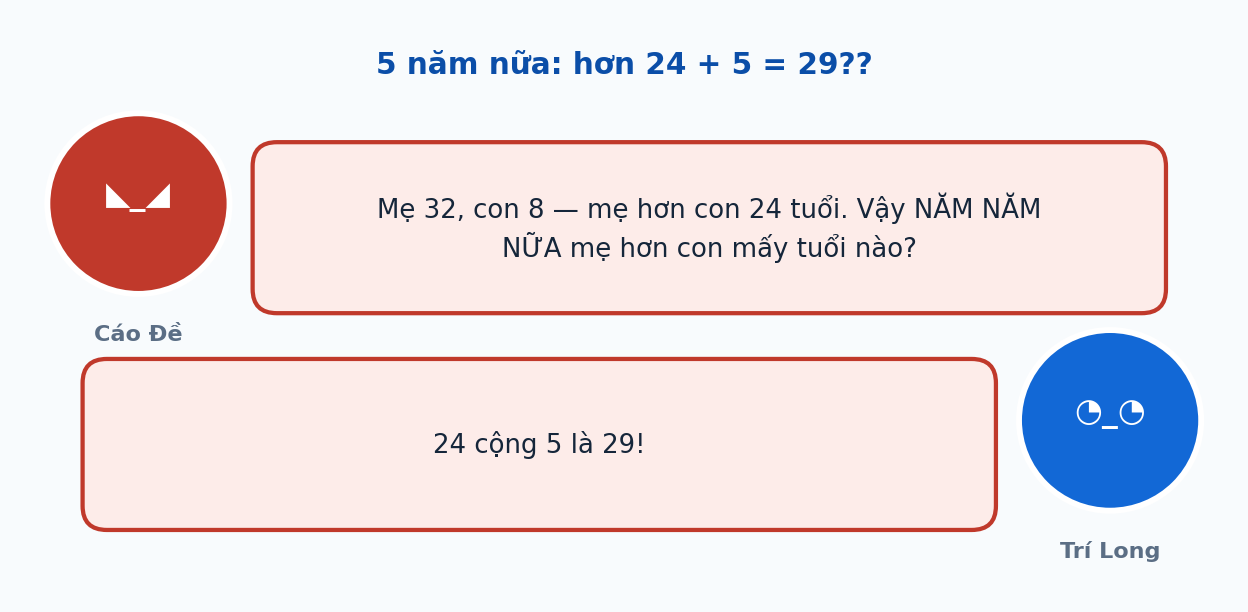 5 năm nữa: hơn 24 + 5 = 29??
Mẹ 32, con 8 — mẹ hơn con 24 tuổi. Vậy NĂM NĂM
NỮA mẹ hơn con mấy tuổi nào?
Cáo Đề
24 cộng 5 là 29!
Trí Long